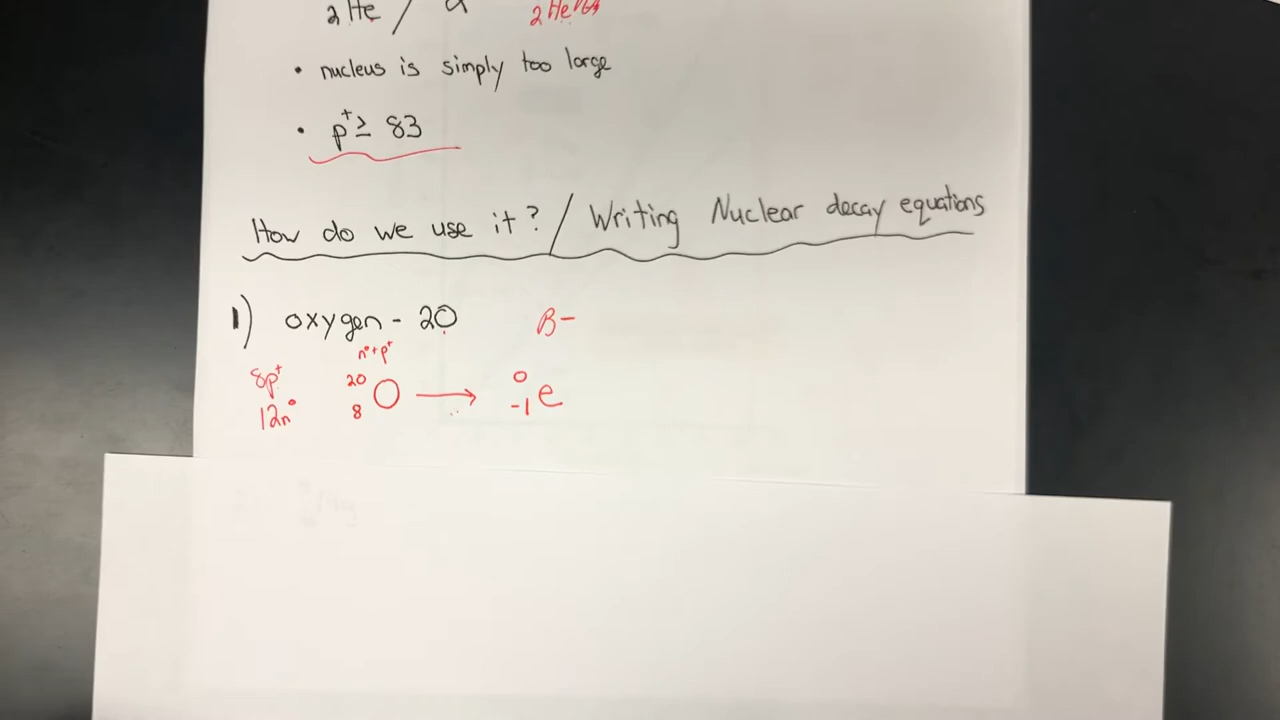 2He / α 2He
• nucleus is simply too large
• p⁺≥ 83
How do we use it? / Writing Nuclear decay equations
1) oxygen - 20 B-
n°+p⁺
8p⁺ 20 8 O → 0 -1 e
12n°